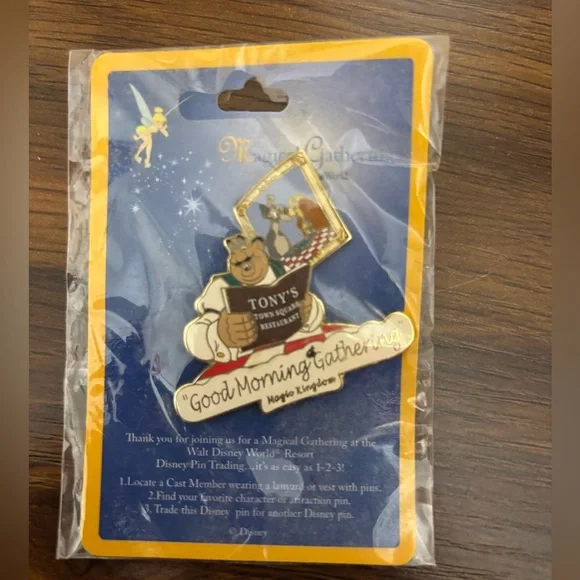 Magical Gathering
World
TONY'S
TOWN SQUARE
RESTAURANT
"Good Morning Gathering"
Magic Kingdom
Thank you for joining us for a Magical Gathering at the
Walt Disney World® Resort
Disney Pin Trading...it's as easy as 1-2-3!
1.Locate a Cast Member wearing a lanyard or vest with pins.
2.Find your favorite character or attraction pin.
3. Trade this Disney pin for another Disney pin.
© Disney